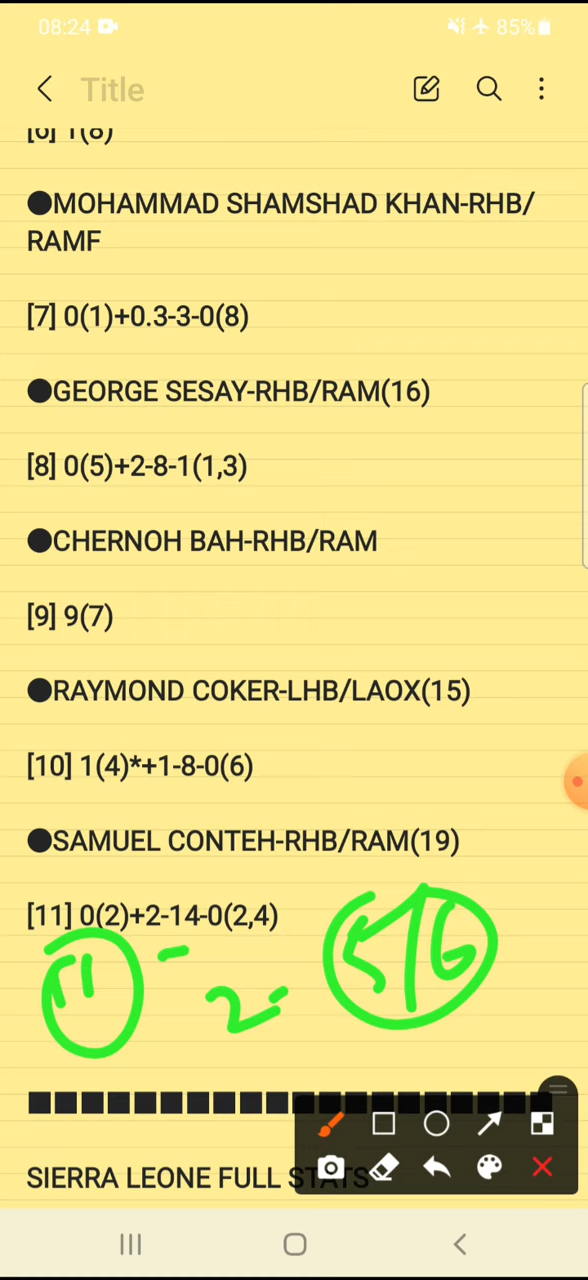 08:24
85%
Title
[6] 1(8)
●MOHAMMAD SHAMSHAD KHAN-RHB/
RAMF
[7] 0(1)+0.3-3-0(8)
●GEORGE SESAY-RHB/RAM(16)
[8] 0(5)+2-8-1(1,3)
●CHERNOH BAH-RHB/RAM
[9] 9(7)
●RAYMOND COKER-LHB/LAOX(15)
[10] 1(4)*+1-8-0(6)
●SAMUEL CONTEH-RHB/RAM(19)
[11] 0(2)+2-14-0(2,4)
11 - 2- 5/6
SIERRA LEONE FULL STATS